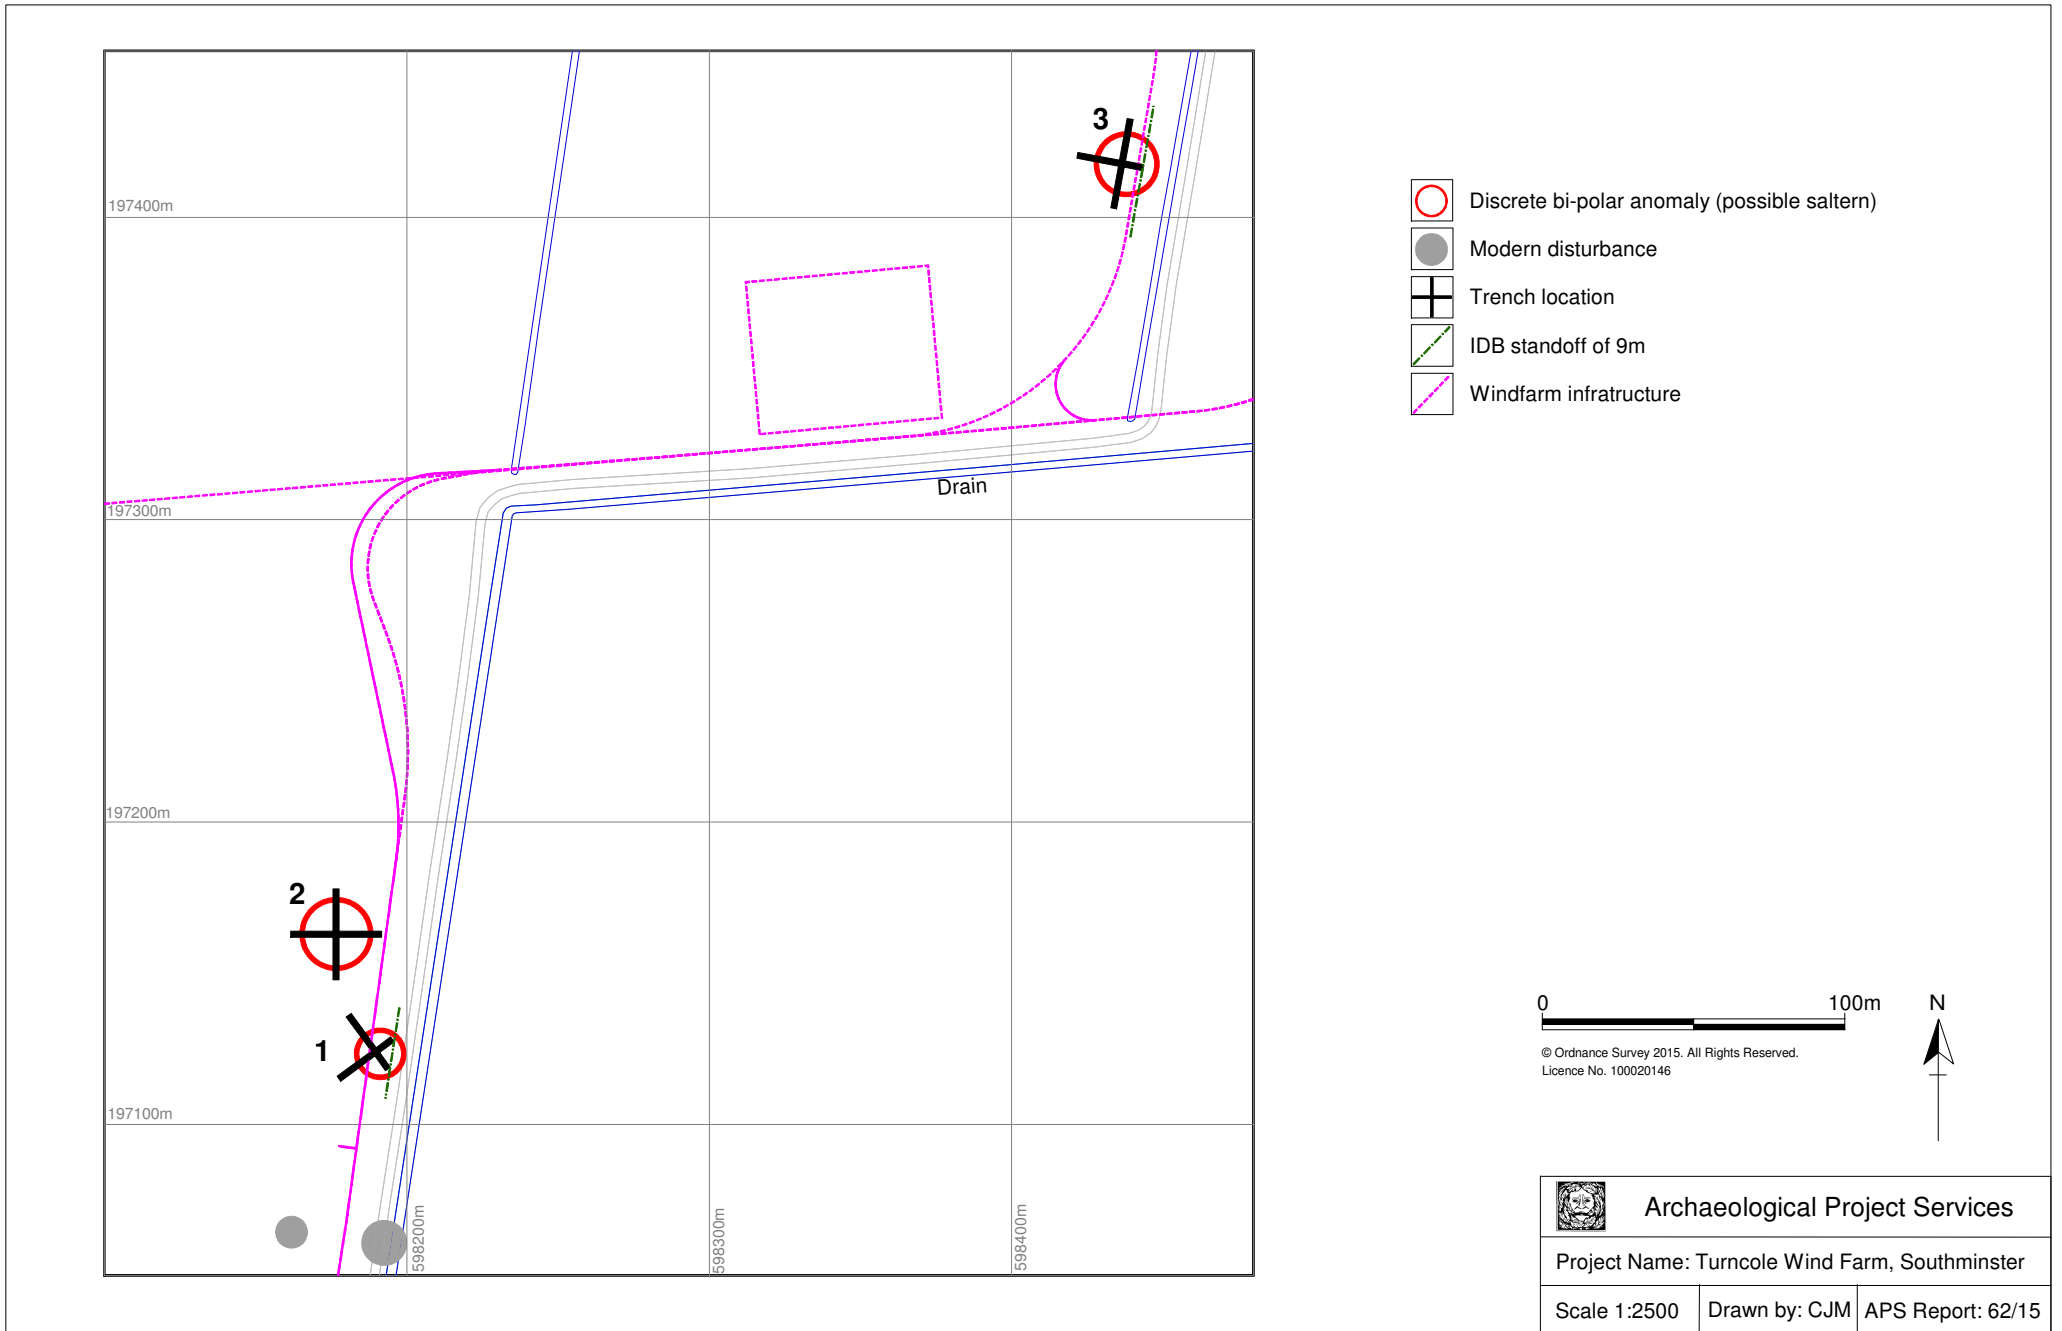 3
197400m
Discrete bi-polar anomaly (possible saltern)
Modern disturbance
Trench location
IDB standoff of 9m
Windfarm infratructure
Drain
197300m
197200m
2
1
197100m
598200m
598300m
598400m
0 100m N
© Ordnance Survey 2015. All Rights Reserved.
Licence No. 100020146
Archaeological Project Services
Project Name: Turncole Wind Farm, Southminster
Scale 1:2500 Drawn by: CJM APS Report: 62/15